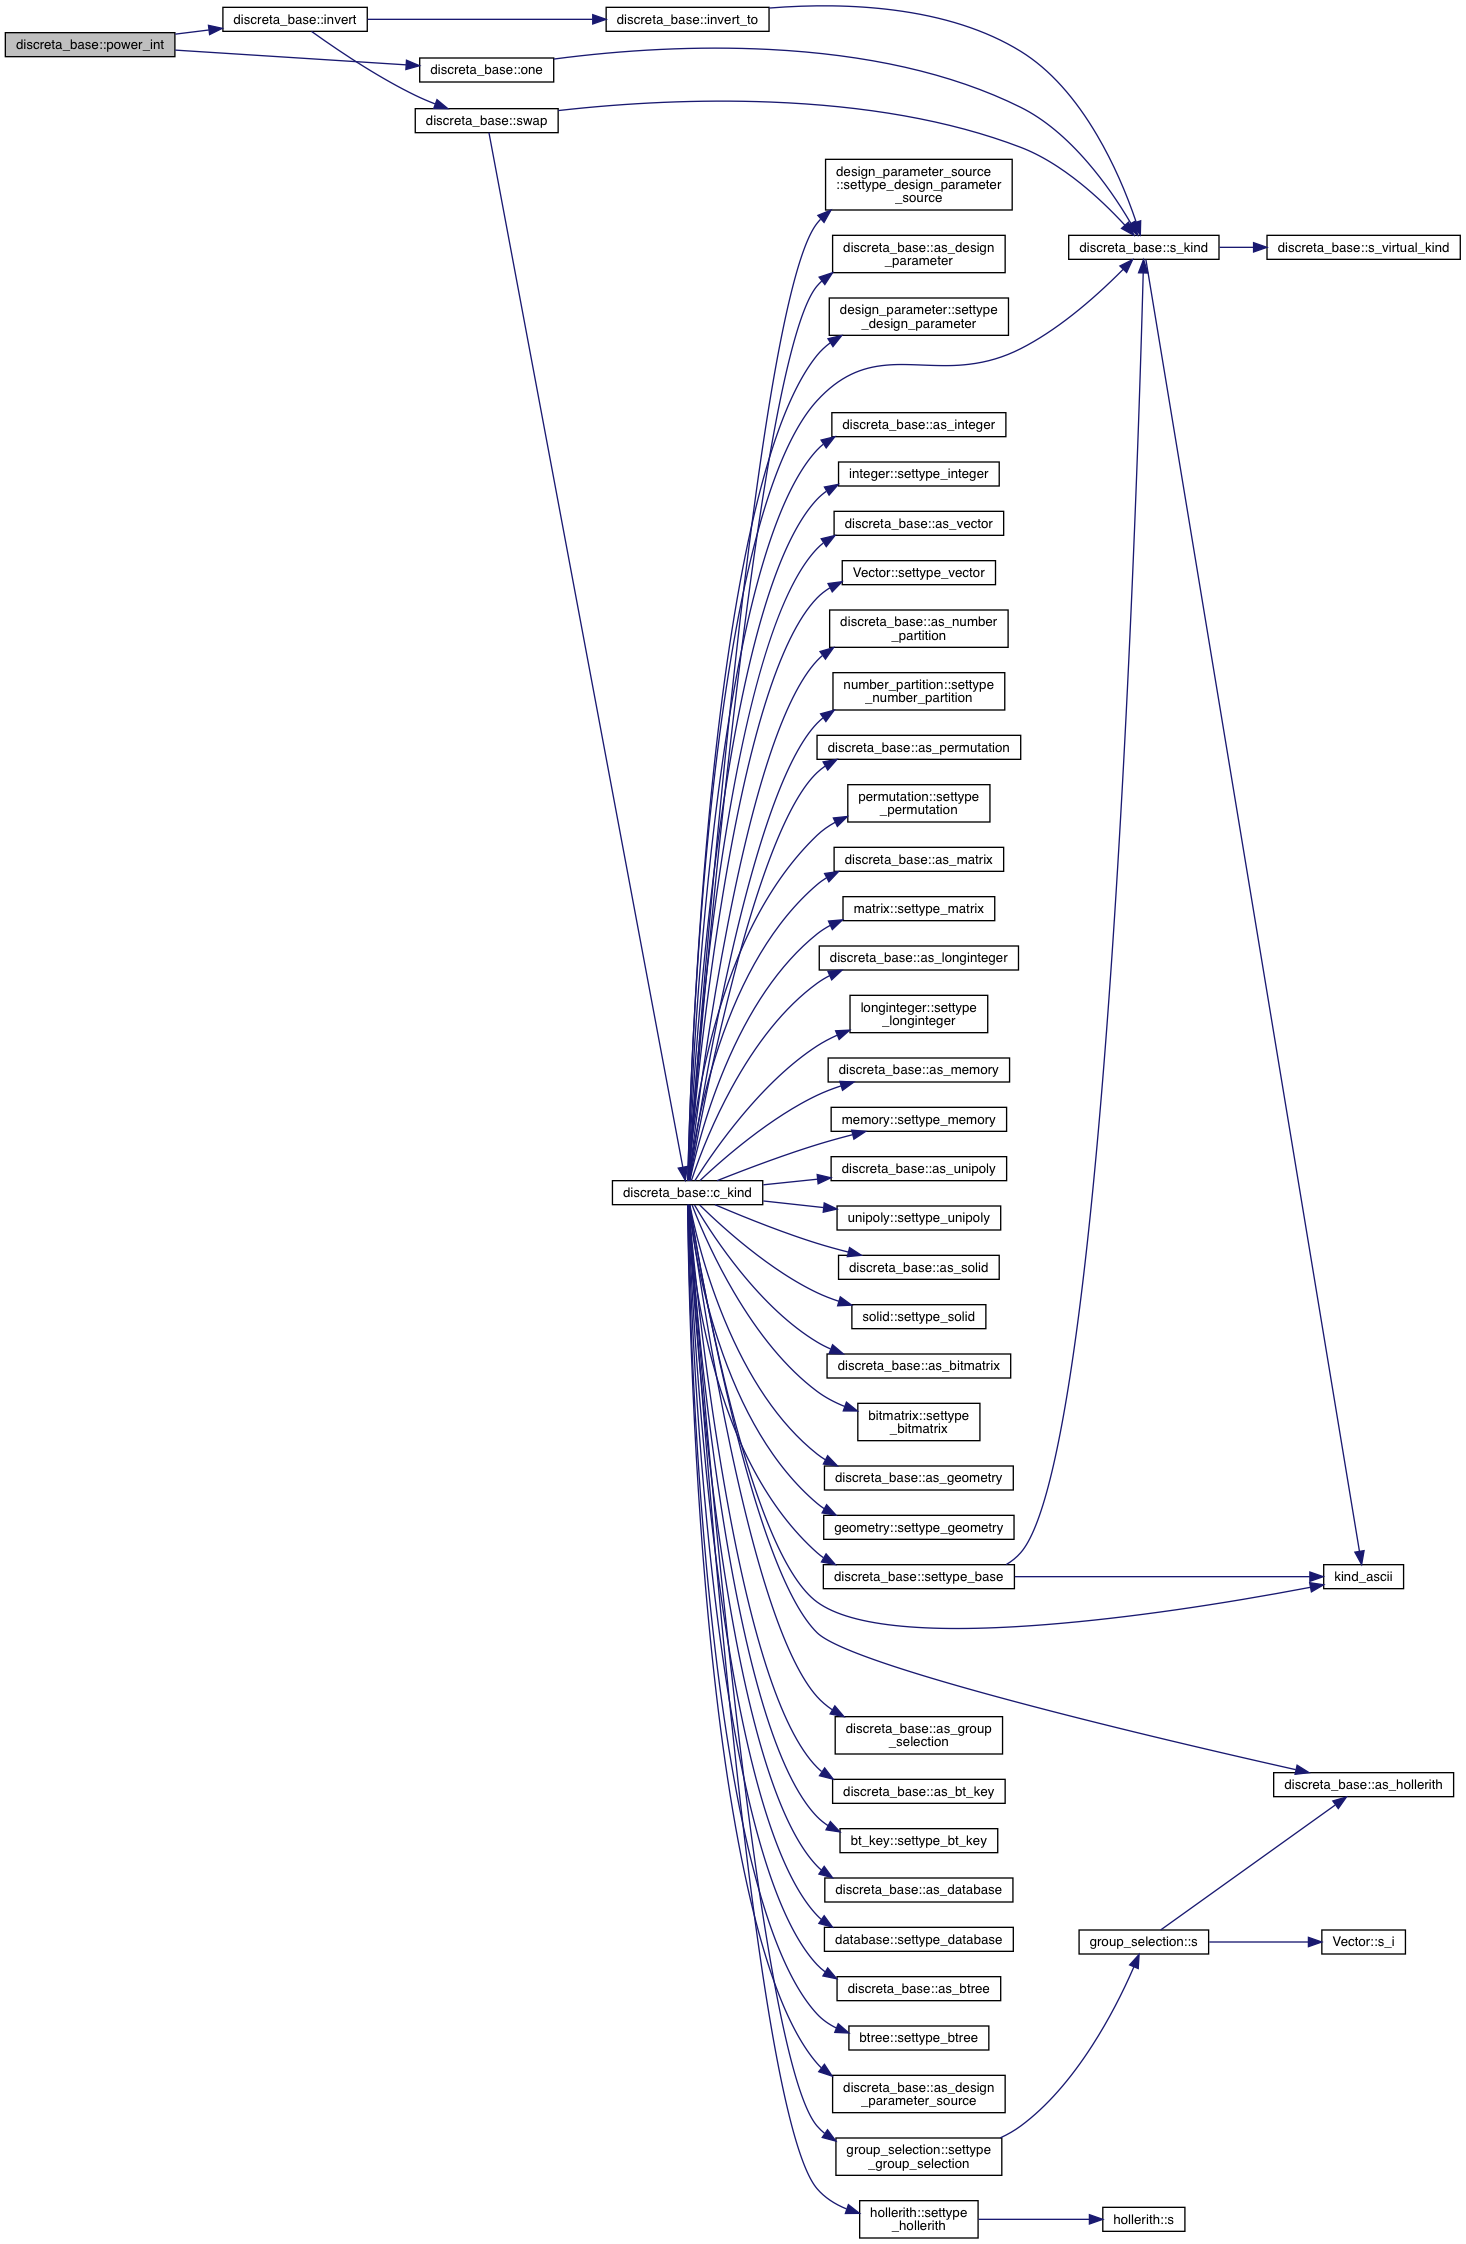 discreta_base::power_int
discreta_base::invert
discreta_base::invert_to
discreta_base::one
discreta_base::swap
design_parameter_source
::settype_design_parameter
_source
discreta_base::as_design
_parameter
discreta_base::s_kind
discreta_base::s_virtual_kind
design_parameter::settype
_design_parameter
discreta_base::as_integer
integer::settype_integer
discreta_base::as_vector
Vector::settype_vector
discreta_base::as_number
_partition
number_partition::settype
_number_partition
discreta_base::as_permutation
permutation::settype
_permutation
discreta_base::as_matrix
matrix::settype_matrix
discreta_base::as_longinteger
longinteger::settype
_longinteger
discreta_base::as_memory
memory::settype_memory
discreta_base::as_unipoly
discreta_base::c_kind
unipoly::settype_unipoly
discreta_base::as_solid
solid::settype_solid
discreta_base::as_bitmatrix
bitmatrix::settype
_bitmatrix
discreta_base::as_geometry
geometry::settype_geometry
discreta_base::settype_base
kind_ascii
discreta_base::as_group
_selection
discreta_base::as_hollerith
discreta_base::as_bt_key
bt_key::settype_bt_key
discreta_base::as_database
database::settype_database
group_selection::s
Vector::s_i
discreta_base::as_btree
btree::settype_btree
discreta_base::as_design
_parameter_source
group_selection::settype
_group_selection
hollerith::settype
_hollerith
hollerith::s